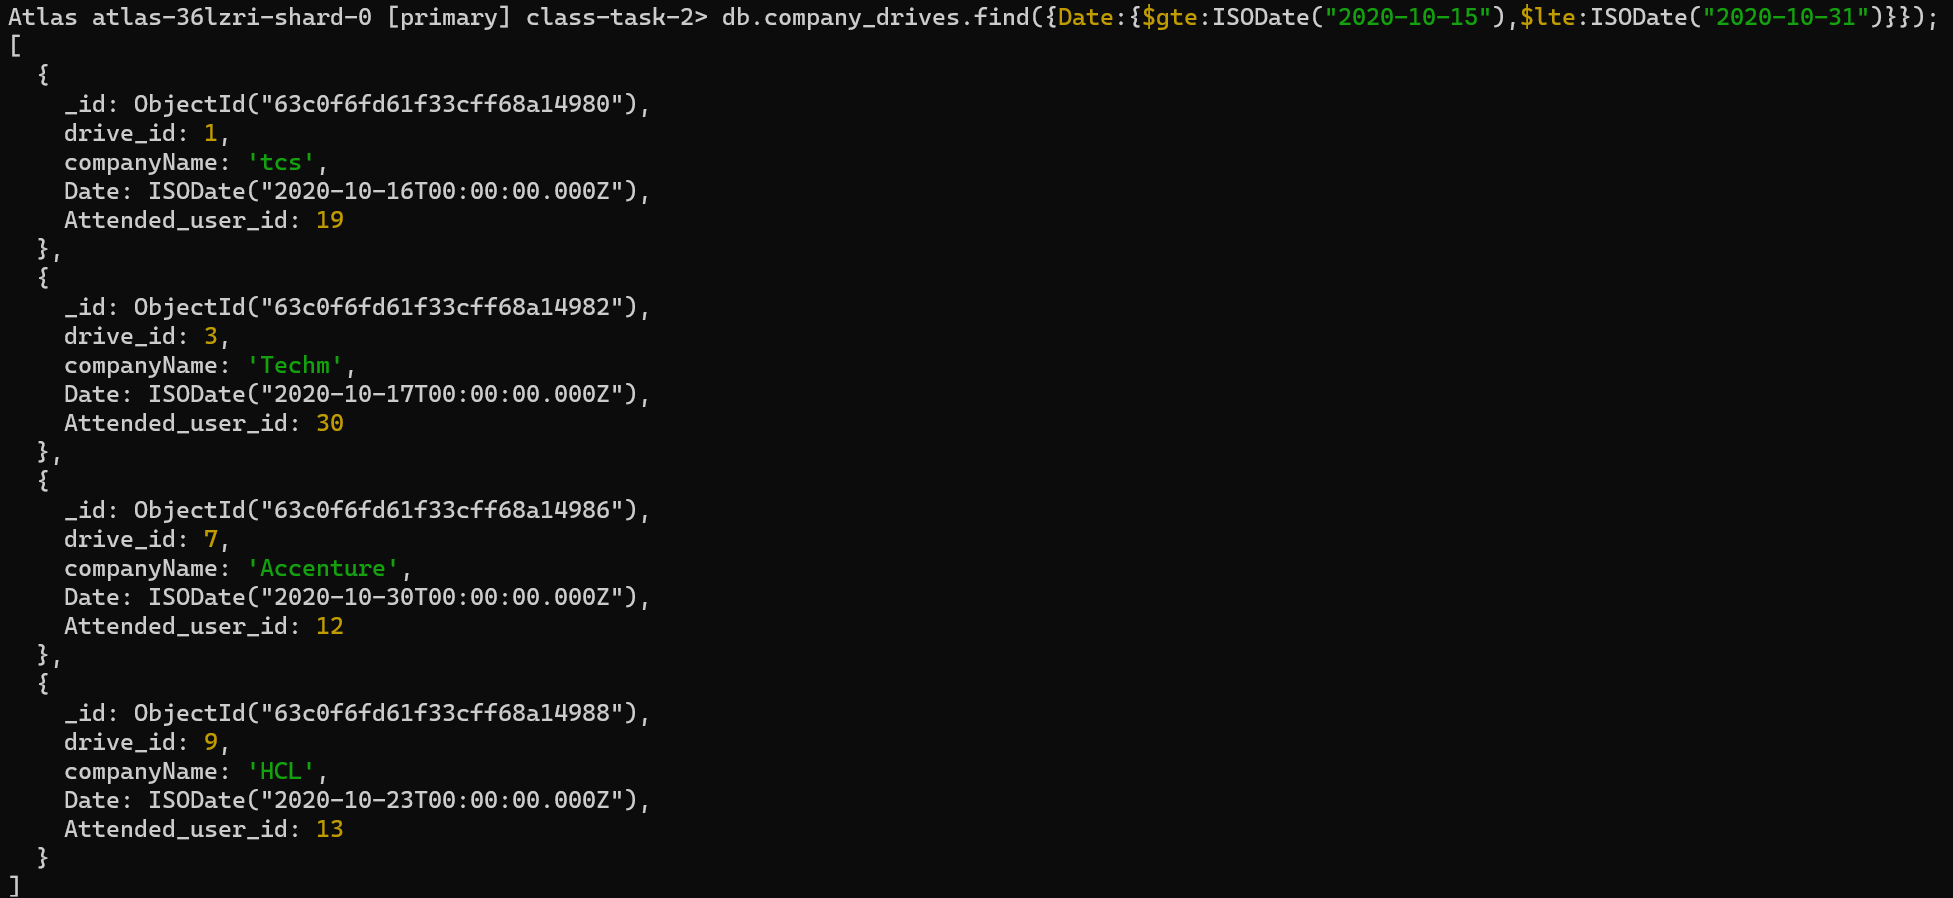 Atlas atlas-36lzri-shard-0 [primary] class-task-2> db.company_drives.find({Date:{$gte:ISODate("2020-10-15"),$lte:ISODate("2020-10-31")}});
[
  {
    _id: ObjectId("63c0f6fd61f33cff68a14980"),
    drive_id: 1,
    companyName: 'tcs',
    Date: ISODate("2020-10-16T00:00:00.000Z"),
    Attended_user_id: 19
  },
  {
    _id: ObjectId("63c0f6fd61f33cff68a14982"),
    drive_id: 3,
    companyName: 'Techm',
    Date: ISODate("2020-10-17T00:00:00.000Z"),
    Attended_user_id: 30
  },
  {
    _id: ObjectId("63c0f6fd61f33cff68a14986"),
    drive_id: 7,
    companyName: 'Accenture',
    Date: ISODate("2020-10-30T00:00:00.000Z"),
    Attended_user_id: 12
  },
  {
    _id: ObjectId("63c0f6fd61f33cff68a14988"),
    drive_id: 9,
    companyName: 'HCL',
    Date: ISODate("2020-10-23T00:00:00.000Z"),
    Attended_user_id: 13
  }
]